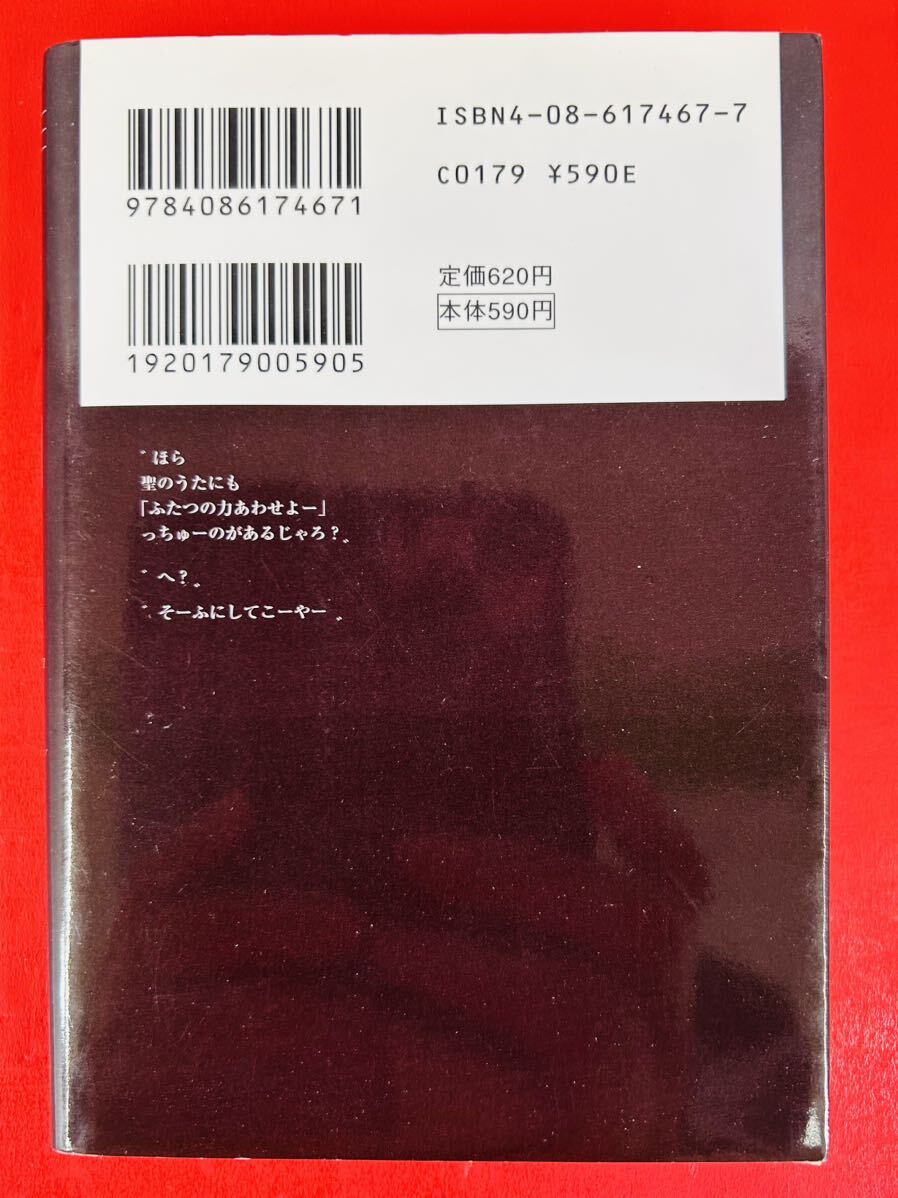 ISBN4-08-617467-7
9784086174671
C0179 ¥590E
1920179005905
定価620円
本体590円
〝ほら
聖のうたにも
「ふたつの力あわせよー」
っちゅーのがあるじゃろ？〟
〝へ？〟
〝そーふにしてこーやー〟